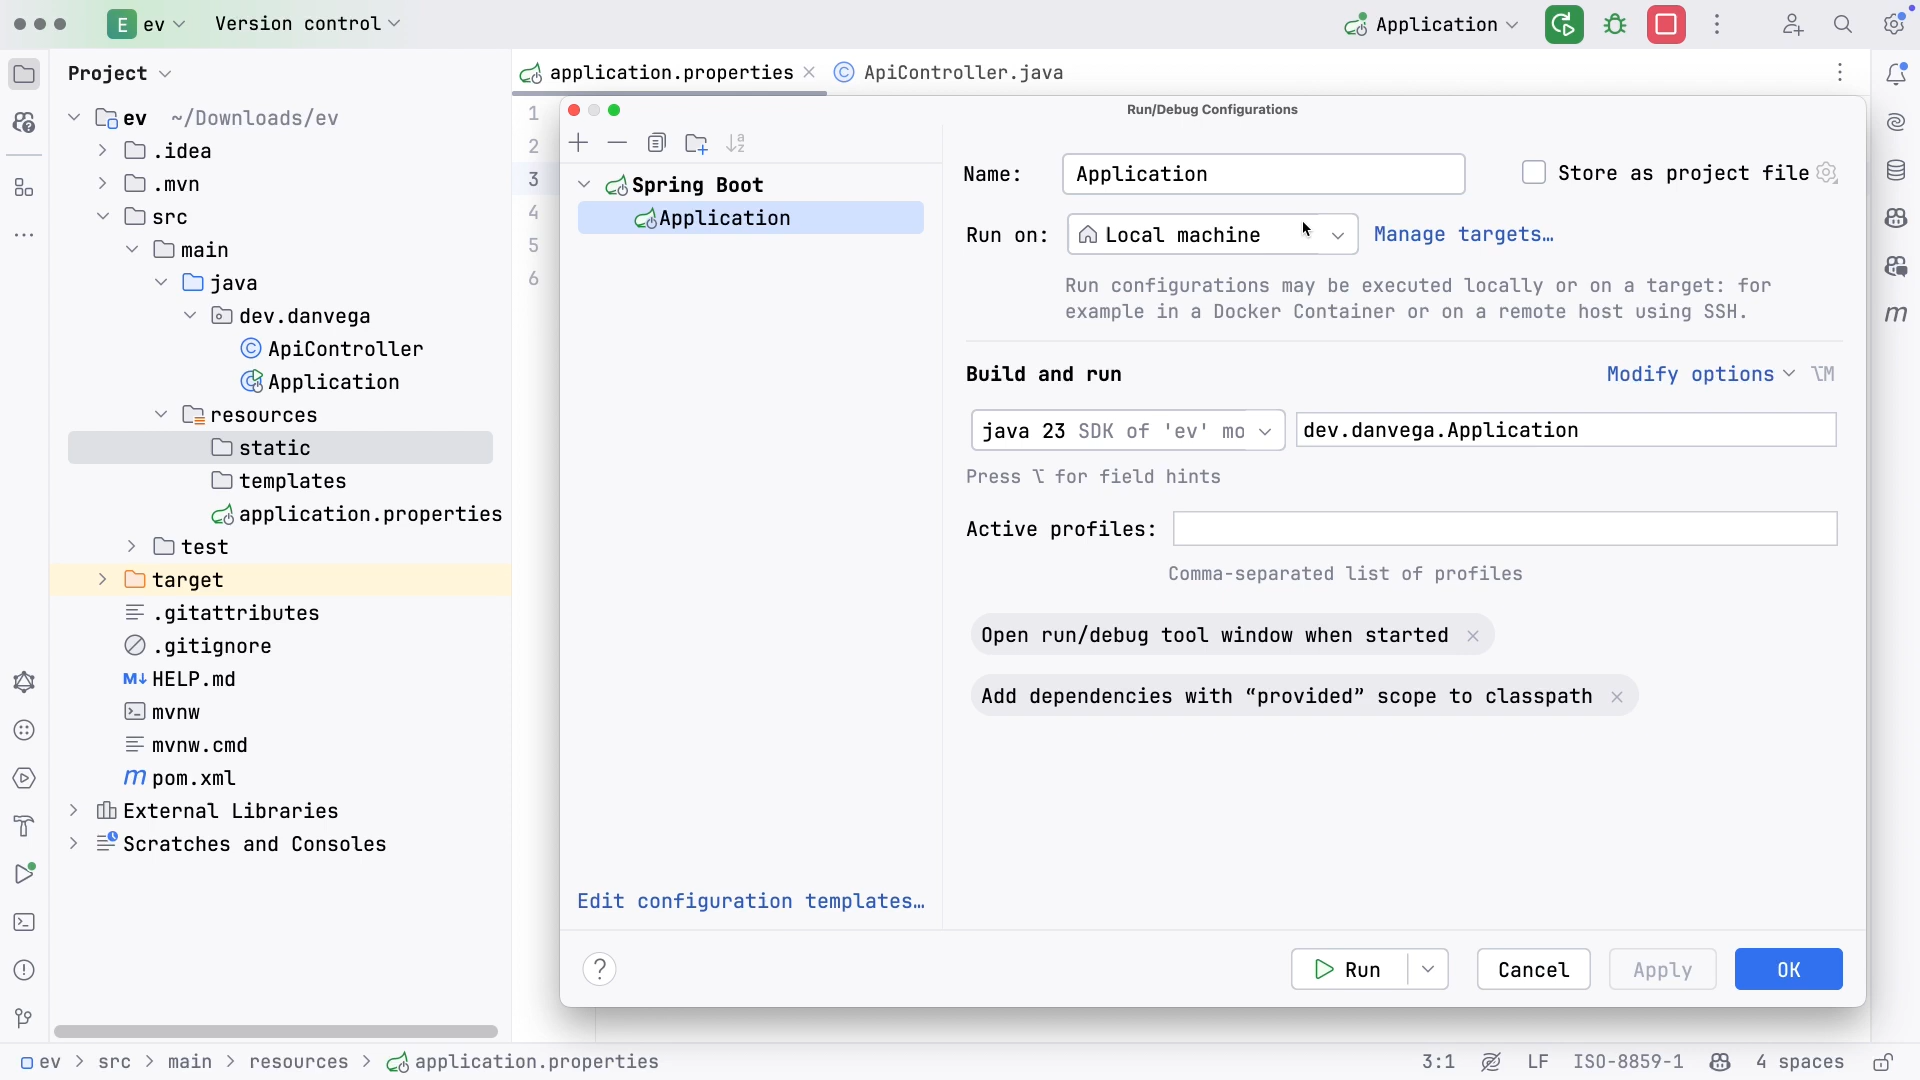 E ev
Version control
Application
Project
application.properties
ApiController.java
ev ~/Downloads/ev
.idea
.mvn
src
main
java
dev.danvega
ApiController
Application
resources
static
templates
application.properties
test
target
.gitattributes
.gitignore
M↓ HELP.md
mvnw
mvnw.cmd
m pom.xml
External Libraries
Scratches and Consoles
1
2
3
4
5
6
Run/Debug Configurations
Spring Boot
Application
Edit configuration templates…
Name: Application
Store as project file
Run on: Local machine
Manage targets…
Run configurations may be executed locally or on a target: for
example in a Docker Container or on a remote host using SSH.
Build and run
Modify options ⌥M
java 23 SDK of 'ev' mo
dev.danvega.Application
Press ⌥ for field hints
Active profiles:
Comma-separated list of profiles
Open run/debug tool window when started ×
Add dependencies with “provided” scope to classpath ×
?
Run
Cancel
Apply
OK
m
ev > src > main > resources > application.properties
3:1
LF
ISO-8859-1
4 spaces